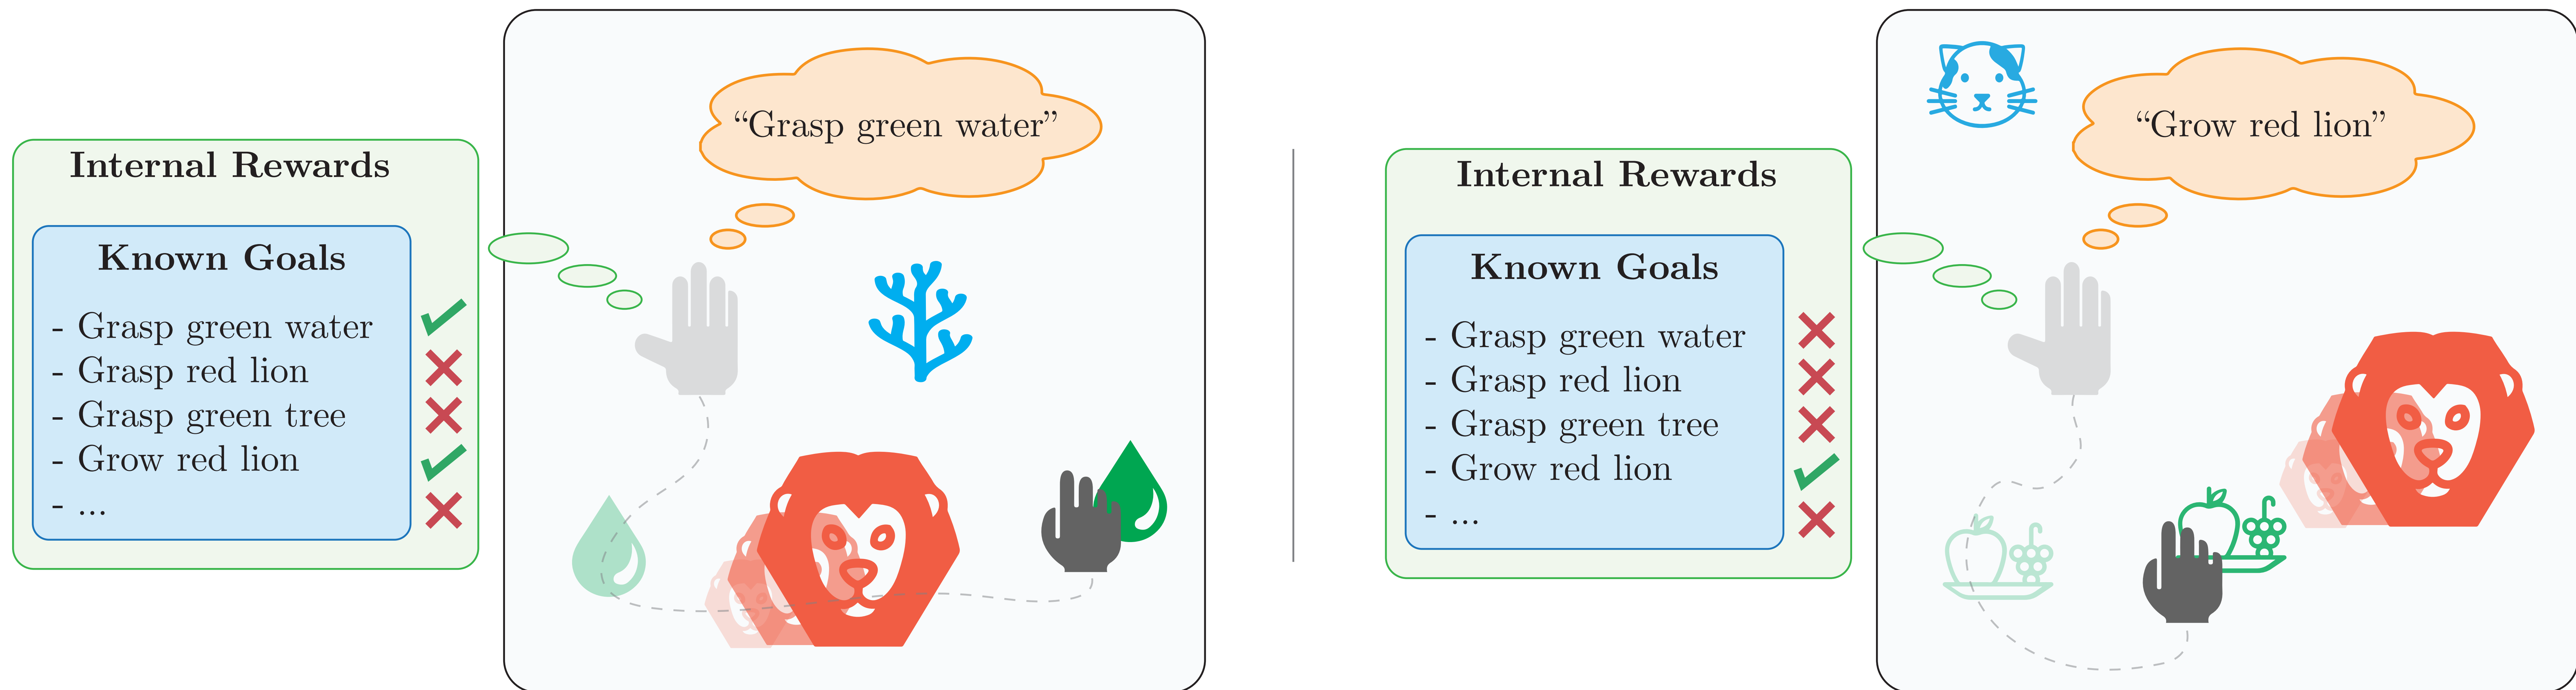 Internal Rewards
Known Goals
- Grasp green water
- Grasp red lion
- Grasp green tree
- Grow red lion
- ...
“Grasp green water”
Internal Rewards
Known Goals
- Grasp green water
- Grasp red lion
- Grasp green tree
- Grow red lion
- ...
“Grow red lion”